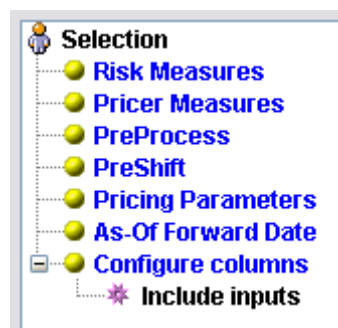 Selection
Risk Measures
Pricer Measures
PreProcess
PreShift
Pricing Parameters
As-Of Forward Date
Configure columns
Include inputs